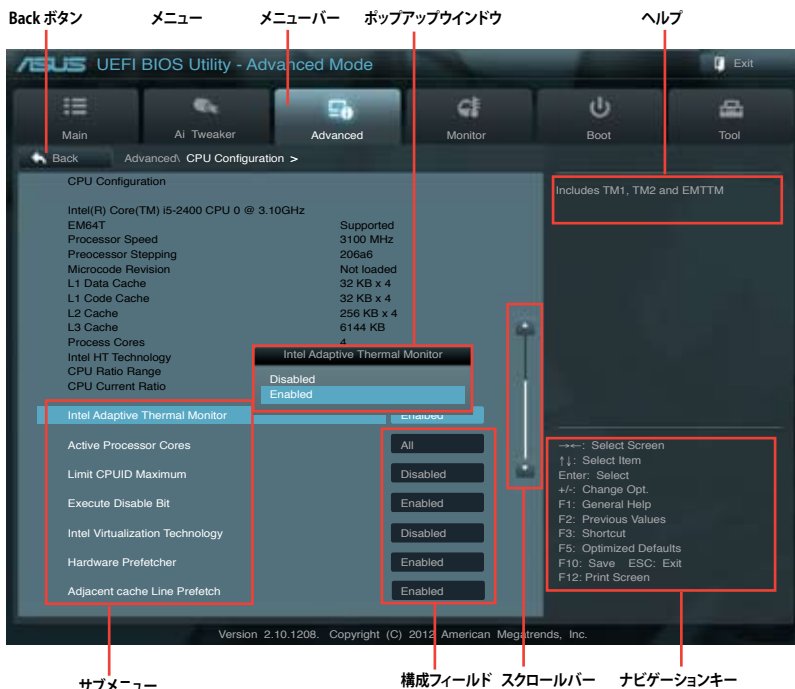 Back ボタン メニュー メニューバー ポップアップウインドウ ヘルプ
ASUS UEFI BIOS Utility - Advanced Mode Exit
Main Ai Tweaker Advanced Monitor Boot Tool
Back Advanced\ CPU Configuration >
CPU Configuration
Includes TM1, TM2 and EMTTM
Intel(R) Core(TM) i5-2400 CPU 0 @ 3.10GHz
EM64T Supported
Processor Speed 3100 MHz
Preocessor Stepping 206a6
Microcode Revision Not loaded
L1 Data Cache 32 KB x 4
L1 Code Cache 32 KB x 4
L2 Cache 256 KB x 4
L3 Cache 6144 KB
Process Cores 4
Intel HT Technology
CPU Ratio Range
CPU Current Ratio
Intel Adaptive Thermal Monitor
Disabled
Enabled
Intel Adaptive Thermal Monitor Enalbed
Active Processor Cores All
Limit CPUID Maximum Disabled
Execute Disable Bit Enabled
Intel Virtualization Technology Disabled
Hardware Prefetcher Enabled
Adjacent cache Line Prefetch Enabled
→←: Select Screen
↑↓: Select Item
Enter: Select
+/-: Change Opt.
F1: General Help
F2: Previous Values
F3: Shortcut
F5: Optimized Defaults
F10: Save ESC: Exit
F12: Print Screen
Version 2.10.1208. Copyright (C) 2012 American Megatrends, Inc.
サブメニュー 構成フィールド スクロールバー ナビゲーションキー